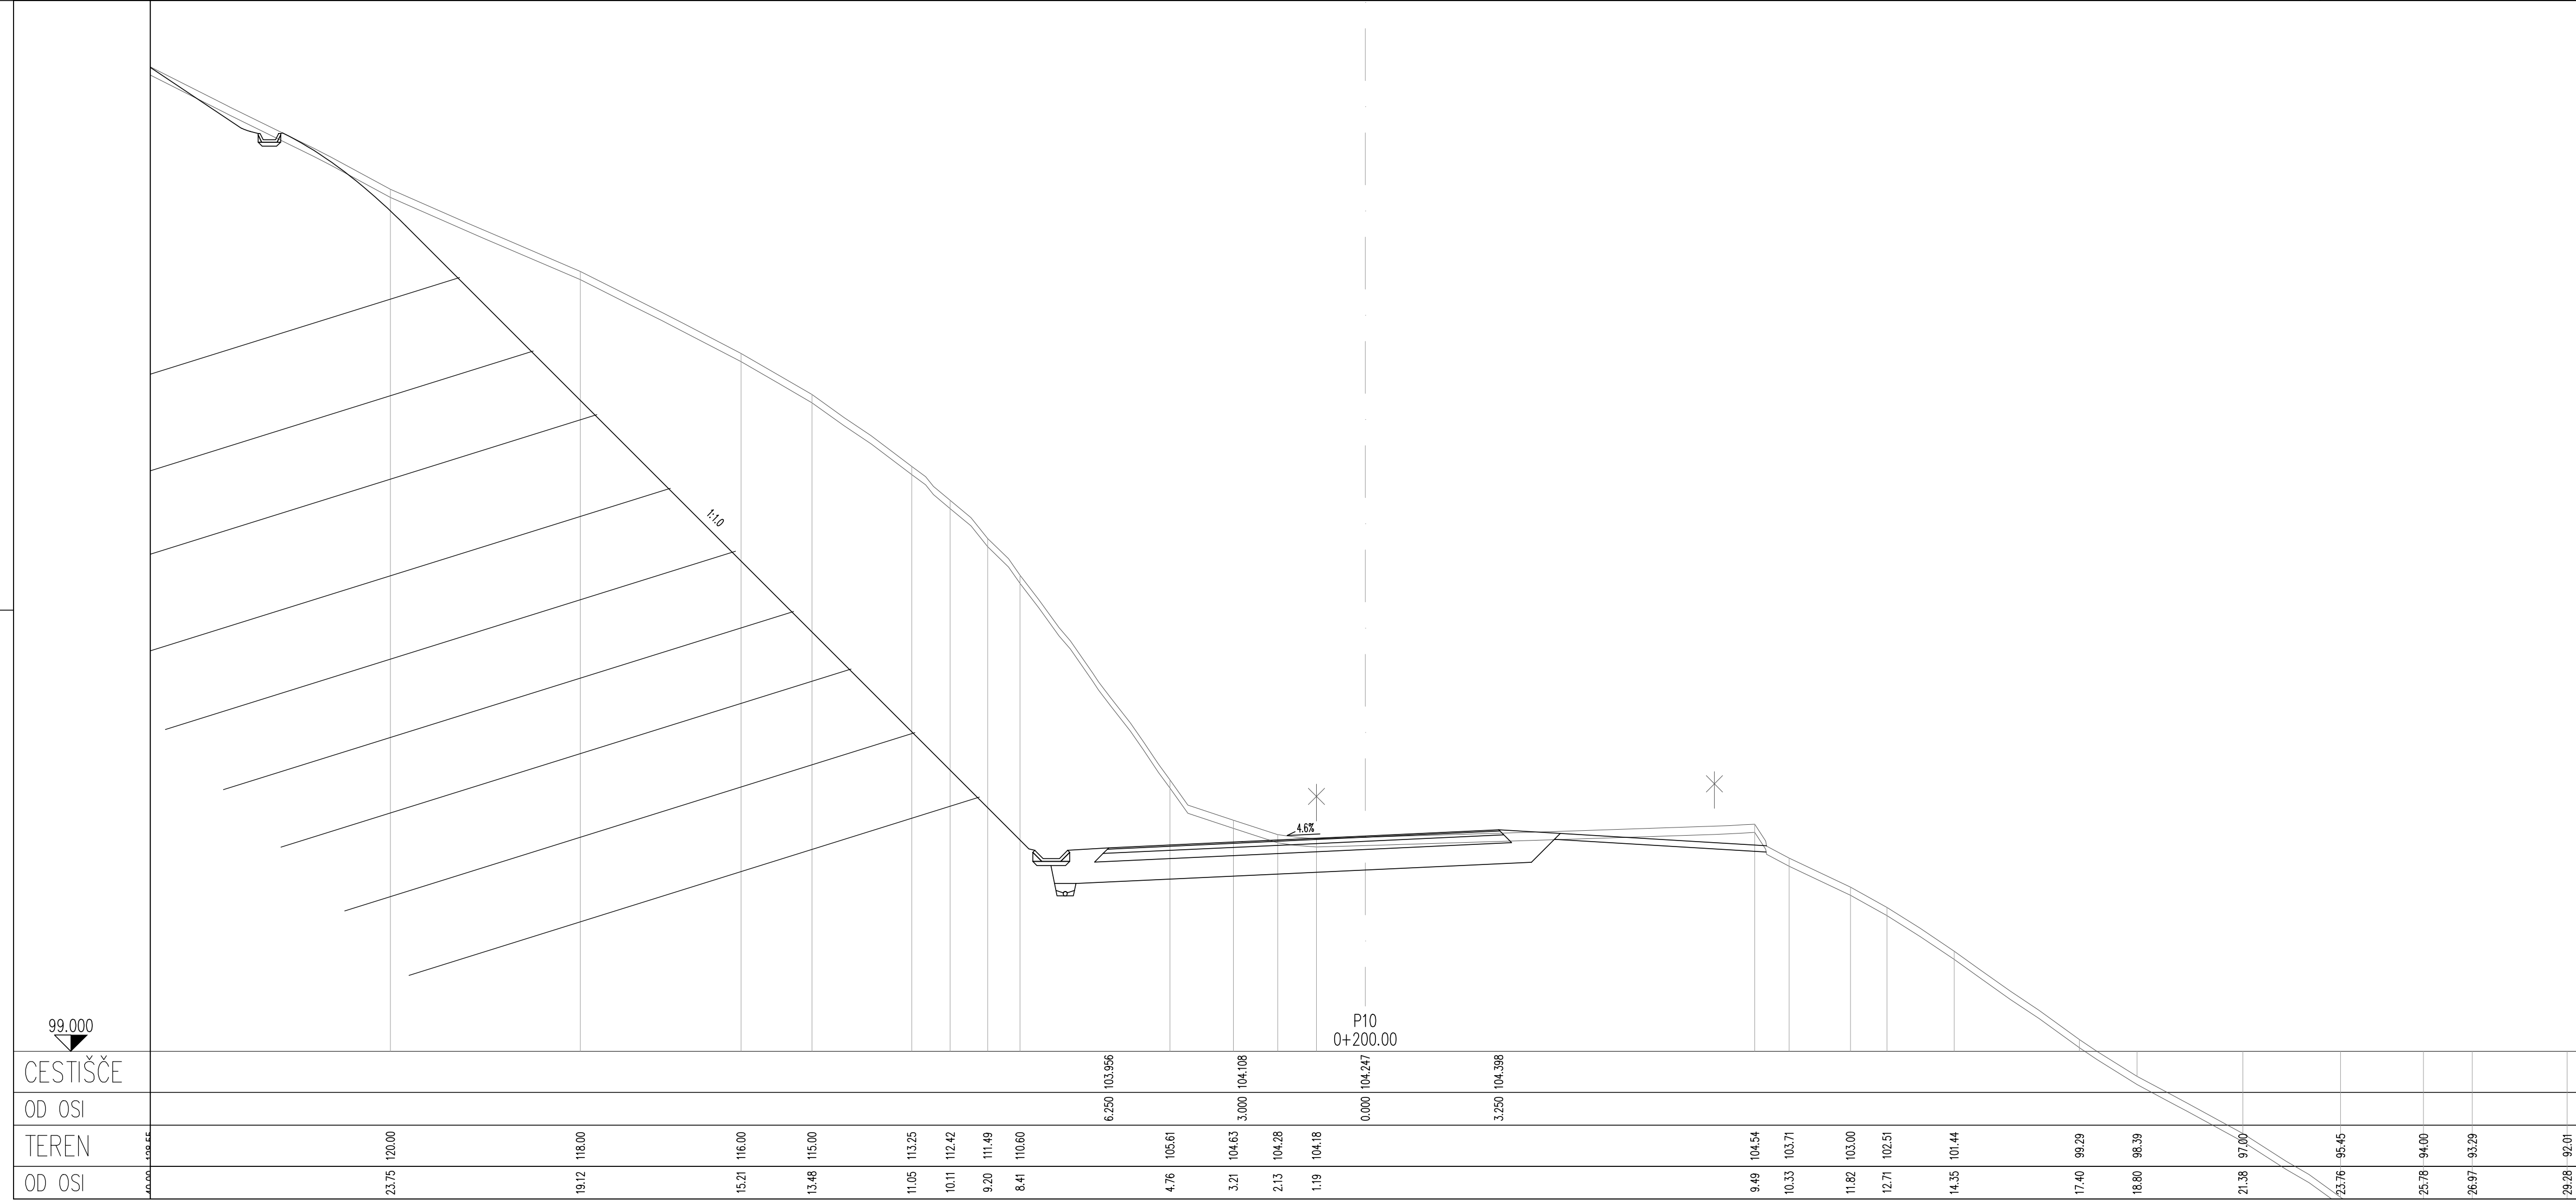 1:1.0
4.6%
99.000
P10
0+200.00
CESTIŠČE 103.956 104.108 104.247 104.398
OD OSI 6.250 3.000 0.000 3.250
TEREN 120.00 118.00 116.00 115.00 113.25 112.42 111.49 110.60 105.61 104.63 104.28 104.18 104.54 103.71 103.00 102.51 101.44 99.29 98.39 97.00 95.45 94.00 93.29 92.01
OD OSI 23.75 19.12 15.21 13.48 11.05 10.11 9.20 8.41 4.76 3.21 2.13 1.19 9.49 10.33 11.82 12.71 14.35 17.40 18.80 21.38 23.76 25.78 26.97 29.28